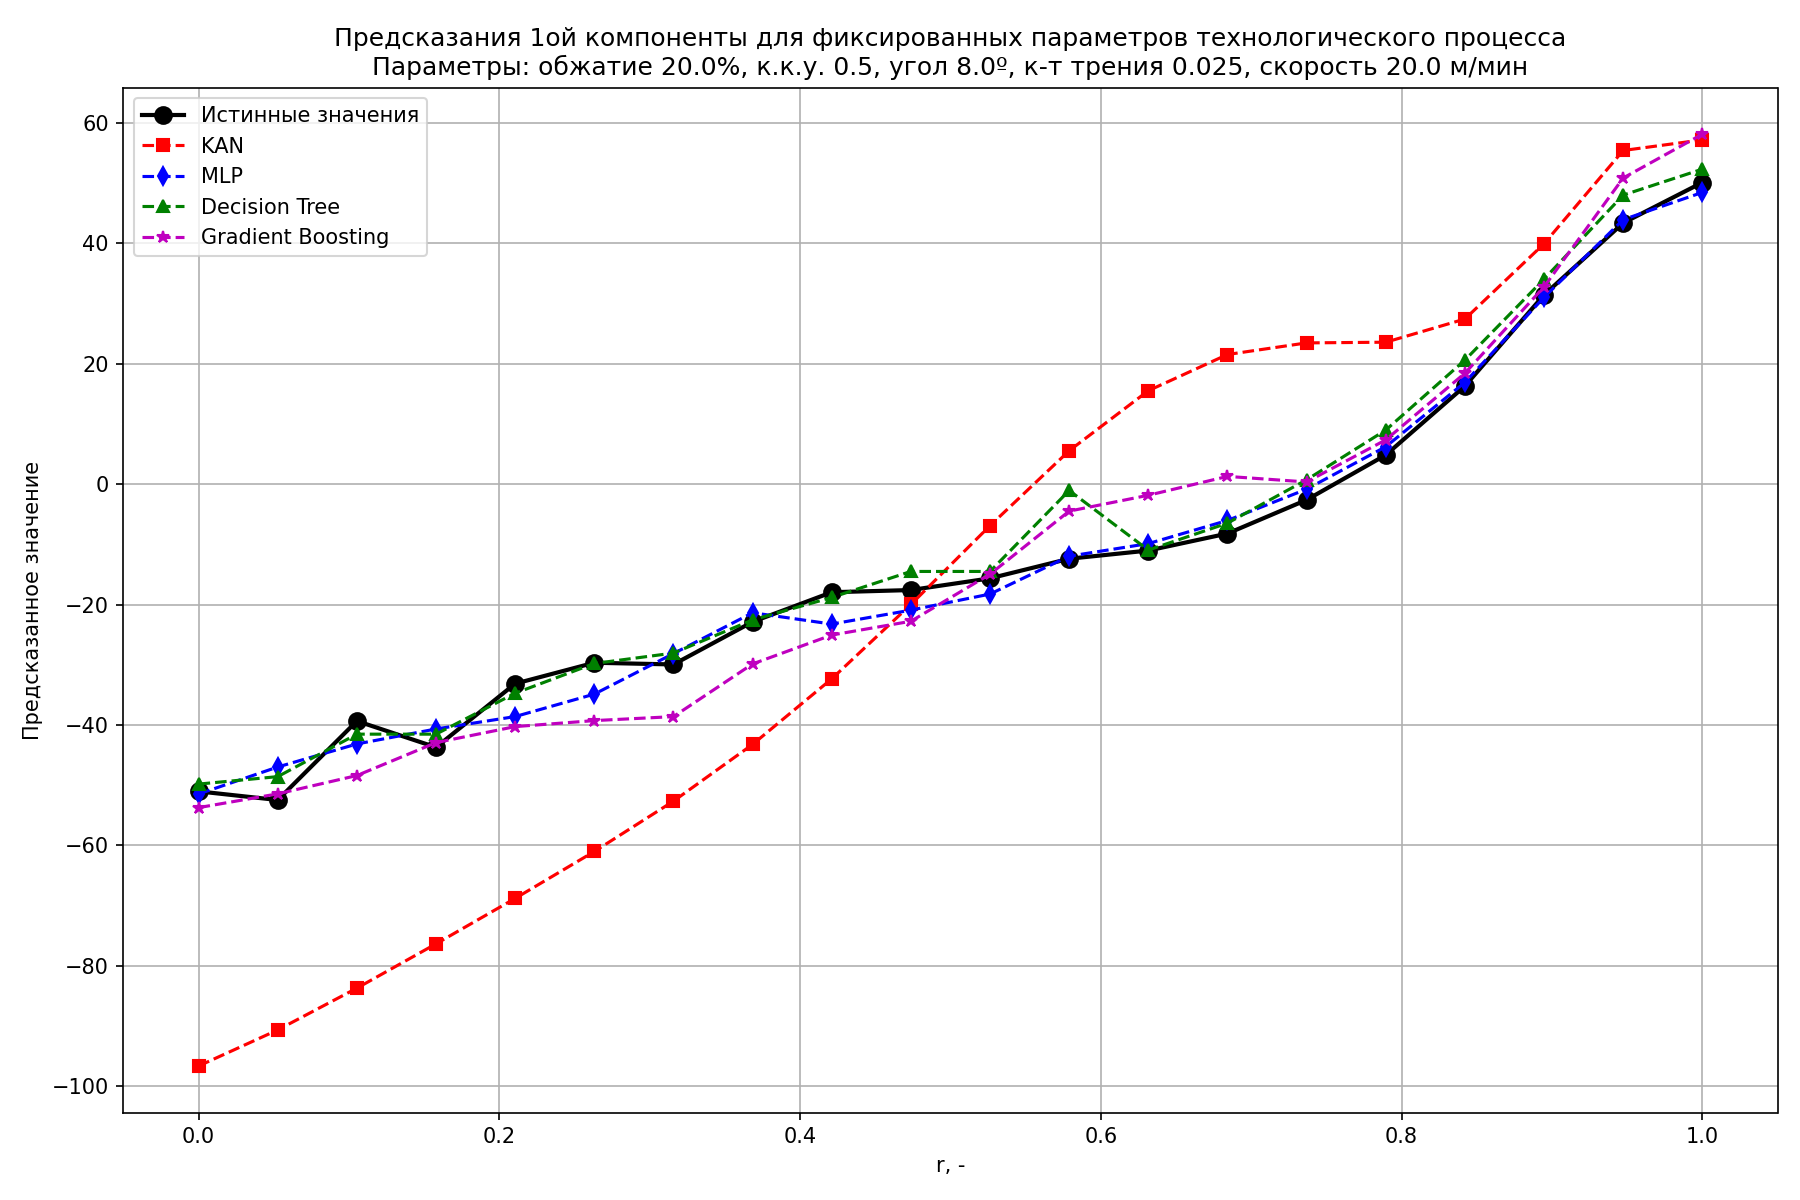 Предсказания 1ой компоненты для фиксированных параметров технологического процесса
Параметры: обжатие 20.0%, к.к.у. 0.5, угол 8.0º, к-т трения 0.025, скорость 20.0 м/мин
Истинные значения
KAN
MLP
Decision Tree
Gradient Boosting
Предсказанное значение
60
40
20
0
−20
−40
−60
−80
−100
0.0
0.2
0.4
0.6
0.8
1.0
r, -